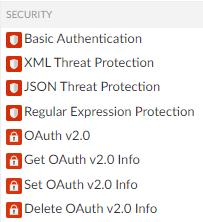 SECURITY
Basic Authentication
XML Threat Protection
JSON Threat Protection
Regular Expression Protection
OAuth v2.0
Get OAuth v2.0 Info
Set OAuth v2.0 Info
Delete OAuth v2.0 Info